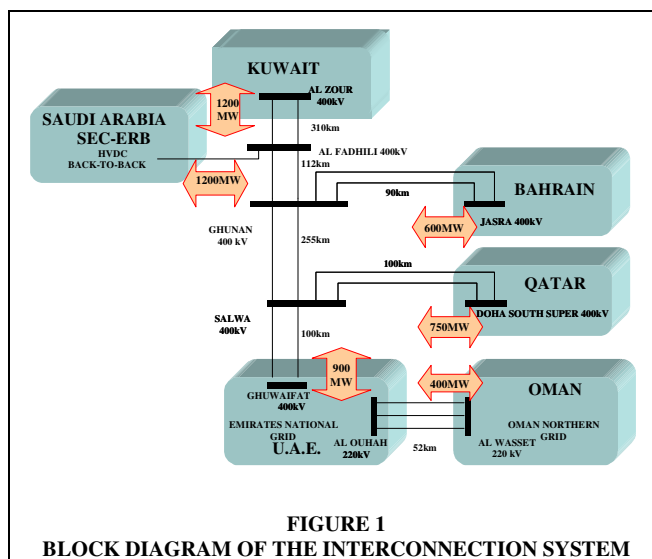 KUWAIT
AL ZOUR
400kV
1200
MW
SAUDI ARABIA
SEC-ERB
HVDC
BACK-TO-BACK
310km
AL FADHILI 400kV
112km
1200MW
90km
BAHRAIN
JASRA 400kV
600MW
GHUNAN
400 kV
255km
100km
QATAR
DOHA SOUTH SUPER 400kV
750MW
SALWA
400kV
100km
900
MW
400MW
GHUWAIFAT
400kV
EMIRATES NATIONAL
GRID
U.A.E.
AL OUHAH
220kV
52km
OMAN
OMAN NORTHERN
GRID
AL WASSET
220 kV
FIGURE 1
BLOCK DIAGRAM OF THE INTERCONNECTION SYSTEM